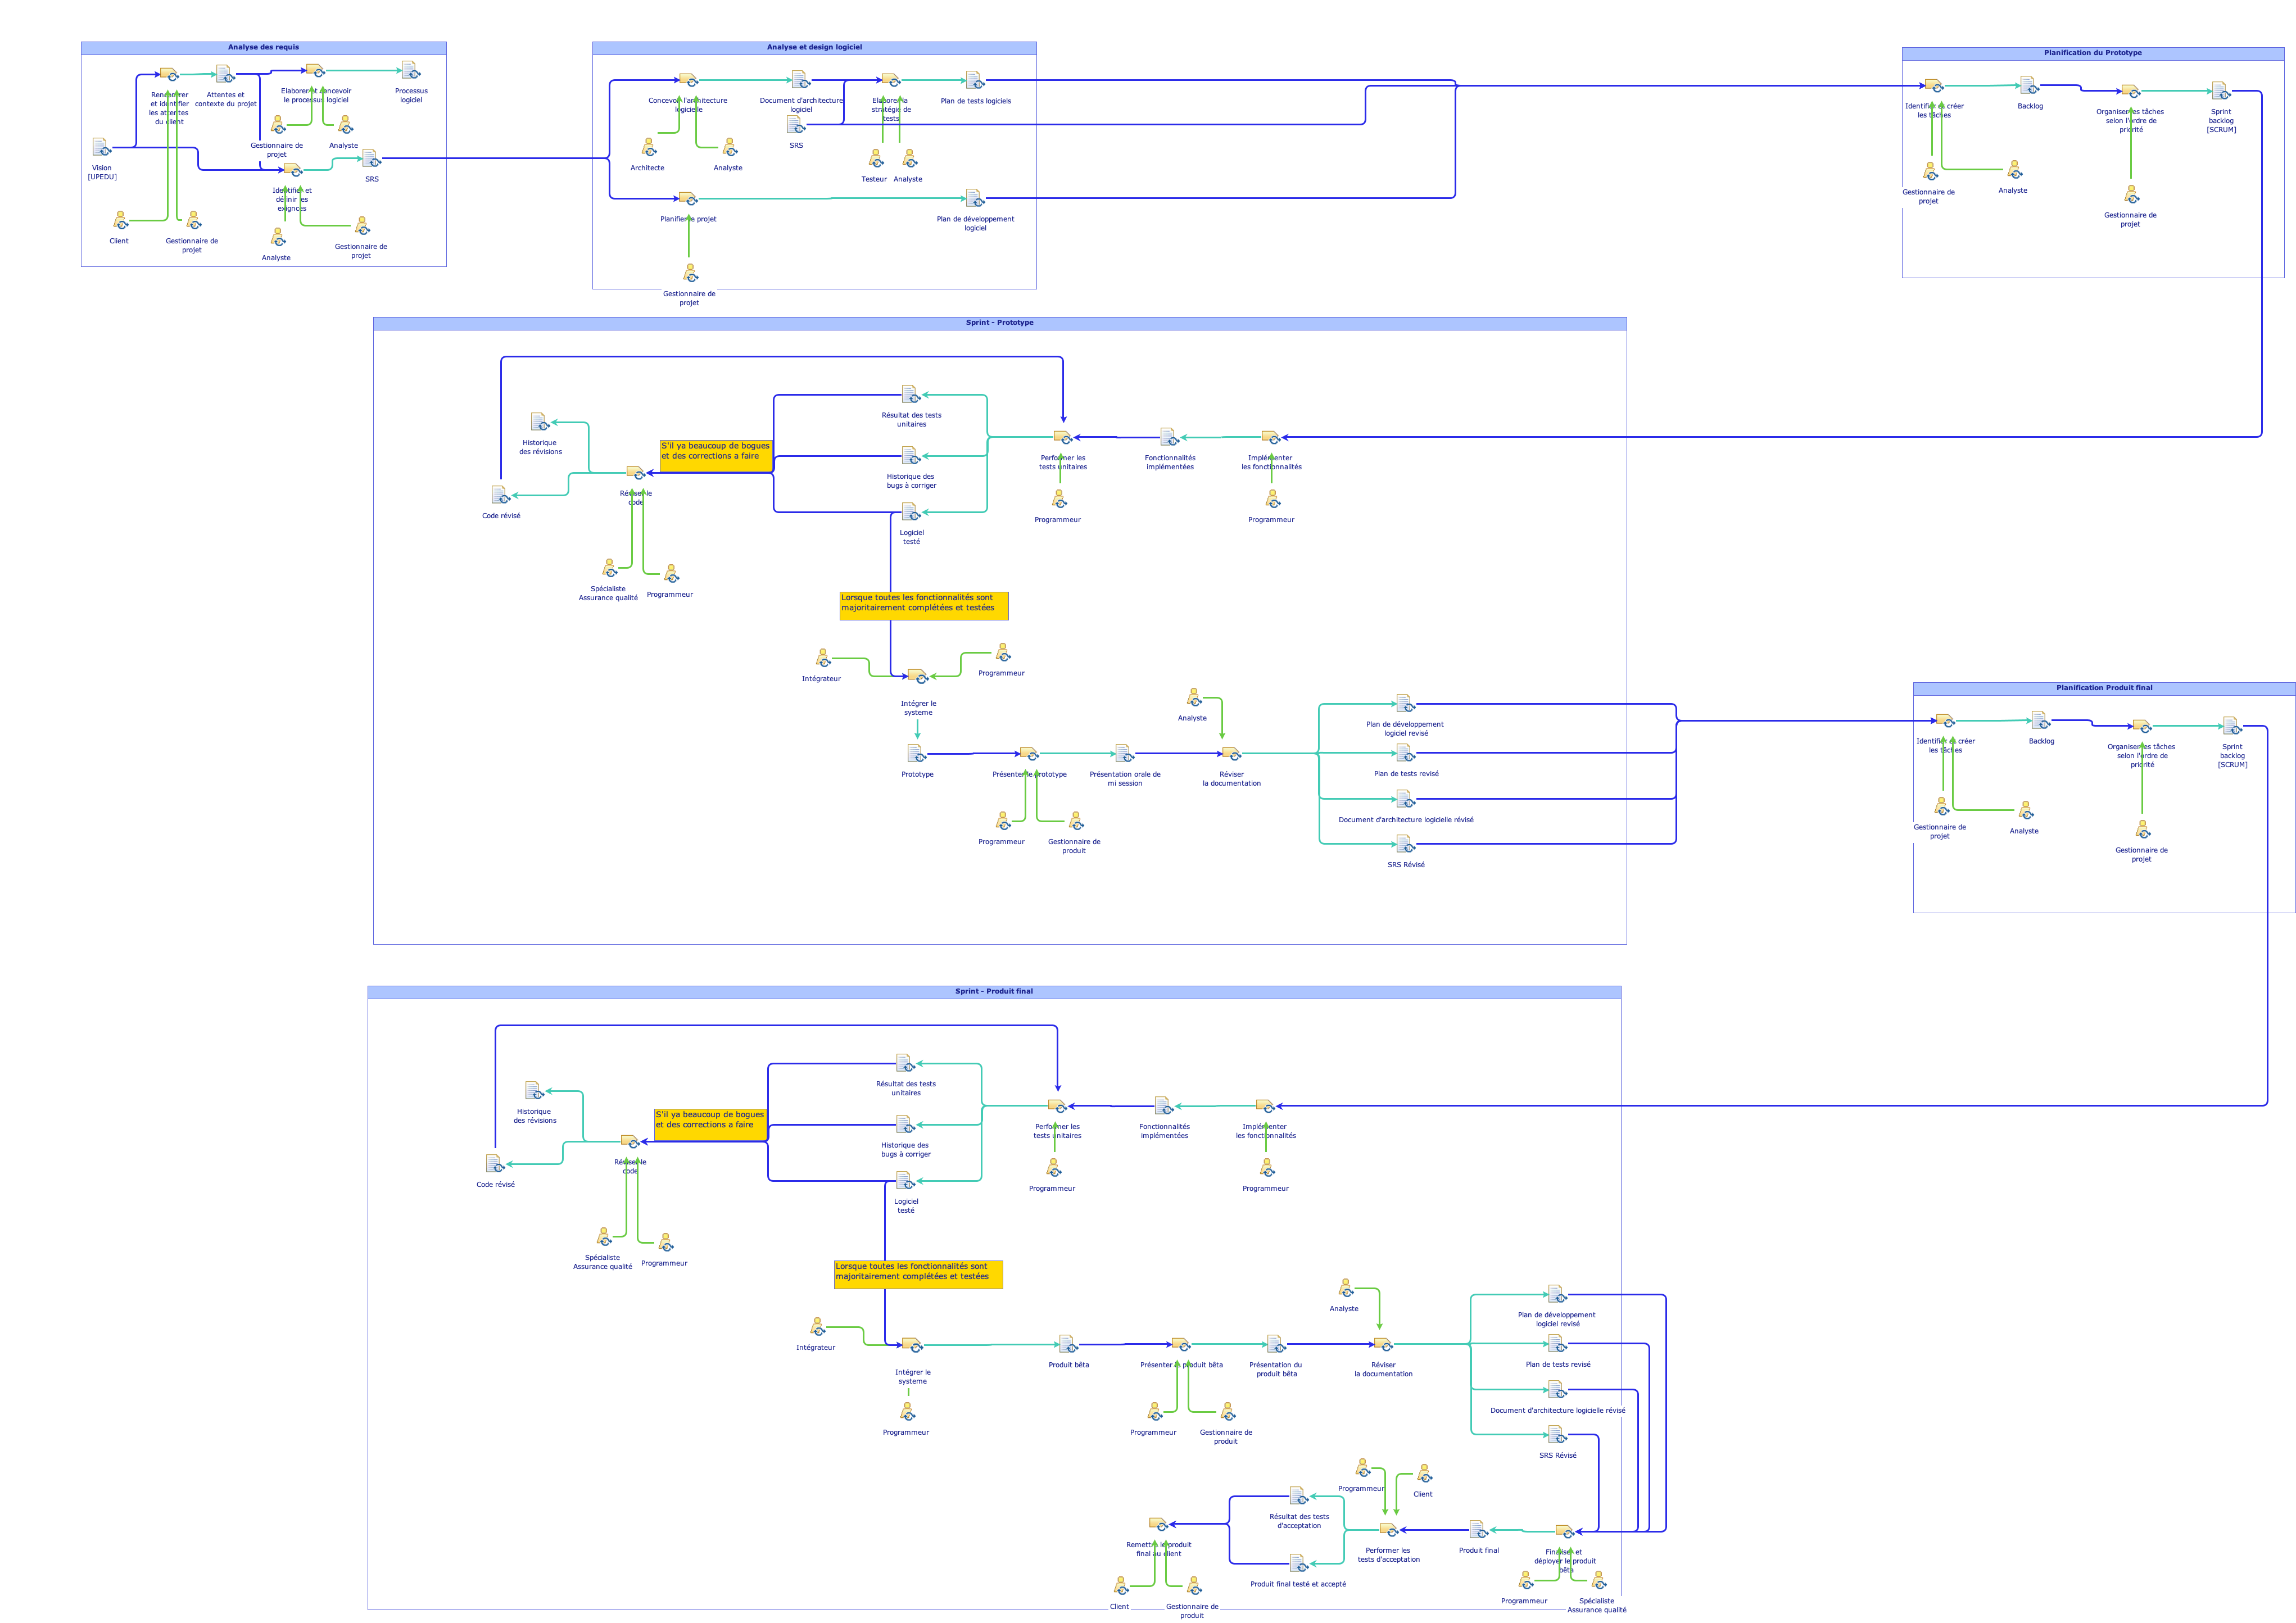 Analyse des requis
Rencontrer
et identifier
les attentes
du client
Attentes et
contexte du projet
Elaborer et concevoir
le processus logiciel
Processus
logiciel
Gestionnaire de
projet
Analyste
Vision
[UPEDU]
Identifier et
définir les
exignces
SRS
Client
Gestionnaire de
projet
Analyste
Gestionnaire de
projet
Analyse et design logiciel
Concevoir l'architecture
logicielle
Document d'architecture
logiciel
Elaborer la
stratégie de
tests
Plan de tests logiciels
SRS
Architecte
Analyste
Testeur
Analyste
Planifier le projet
Plan de développement
logiciel
Gestionnaire de
projet
Planification du Prototype
Identifier et créer
les tâches
Backlog
Organiser les tâches
selon l'ordre de
priorité
Sprint
backlog
[SCRUM]
Gestionnaire de
projet
Analyste
Gestionnaire de
projet
Sprint - Prototype
Historique
des révisions
S'il ya beaucoup de bogues
et des corrections a faire
Résultat des tests
unitaires
Performer les
tests unitaires
Fonctionnalités
implémentées
Implémenter
les fonctionnalités
Réviser le
code
Historique des
bugs à corriger
Code révisé
Logiciel
testé
Programmeur
Programmeur
Spécialiste
Assurance qualité
Programmeur
Lorsque toutes les fonctionnalités sont
majoritairement complétées et testées
Intégrateur
Programmeur
Intégrer le
systeme
Analyste
Plan de développement
logiciel revisé
Prototype
Présenter le prototype
Présentation orale de
mi session
Réviser
la documentation
Plan de tests revisé
Document d'architecture logicielle révisé
Programmeur
Gestionnaire de
produit
SRS Révisé
Planification Produit final
Identifier et créer
les tâches
Backlog
Organiser les tâches
selon l'ordre de
priorité
Sprint
backlog
[SCRUM]
Gestionnaire de
projet
Analyste
Gestionnaire de
projet
Sprint - Produit final
Historique
des révisions
S'il ya beaucoup de bogues
et des corrections a faire
Résultat des tests
unitaires
Performer les
tests unitaires
Fonctionnalités
implémentées
Implémenter
les fonctionnalités
Réviser le
code
Historique des
bugs à corriger
Code révisé
Logiciel
testé
Programmeur
Programmeur
Spécialiste
Assurance qualité
Programmeur
Lorsque toutes les fonctionnalités sont
majoritairement complétées et testées
Analyste
Plan de développement
logiciel revisé
Intégrateur
Intégrer le
systeme
Produit bêta
Présenter le produit bêta
Présentation du
produit bêta
Réviser
la documentation
Plan de tests revisé
Document d'architecture logicielle révisé
Programmeur
Programmeur
Gestionnaire de
produit
SRS Révisé
Programmeur
Client
Résultat des tests
d'acceptation
Remettre le produit
final au client
Performer les
tests d'acceptation
Produit final
Finaliser et
déployer le produit
bêta
Produit final testé et accepté
Client
Gestionnaire de
produit
Programmeur
Spécialiste
Assurance qualité